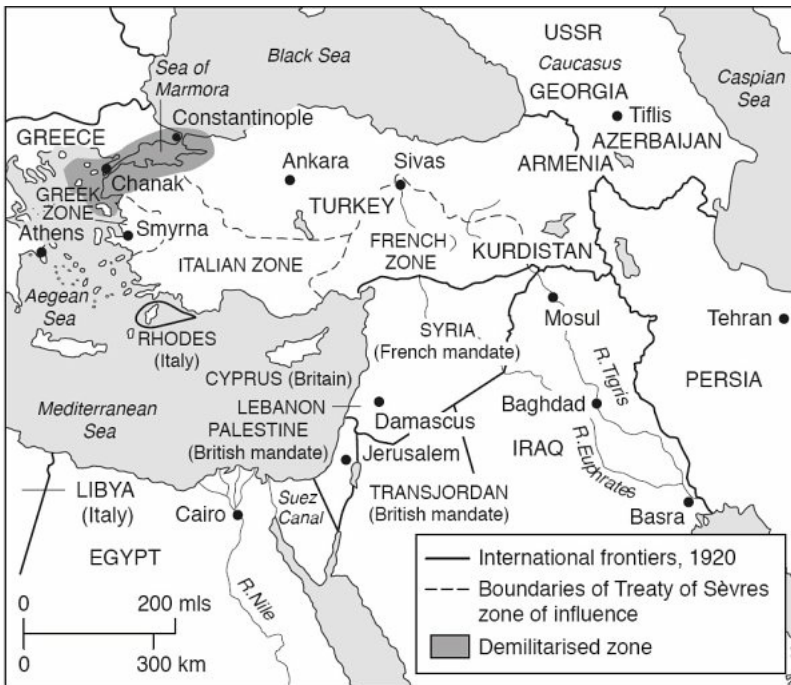 USSR
Black Sea
Caucasus
Caspian
Sea
Sea of
Marmora
GEORGIA
Constantinople
Tiflis
GREECE
AZERBAIJAN
Ankara
Sivas
ARMENIA
Chanak
GREEK
ZONE
TURKEY
Athens
Smyrna
FRENCH
ZONE
KURDISTAN
ITALIAN ZONE
Aegean
Sea
Mosul
RHODES
(Italy)
SYRIA
(French mandate)
Tehran
CYPRUS (Britain)
R.Tigris
PERSIA
Mediterranean
Sea
LEBANON
Damascus
Baghdad
PALESTINE
(British mandate)
Jerusalem
IRAQ
R.Euphrates
LIBYA
(Italy)
Suez
Canal
TRANSJORDAN
(British mandate)
Basra
Cairo
EGYPT
R.Nile
International frontiers, 1920
Boundaries of Treaty of Sèvres
zone of influence
Demilitarised zone
0 200 mls
0 300 km